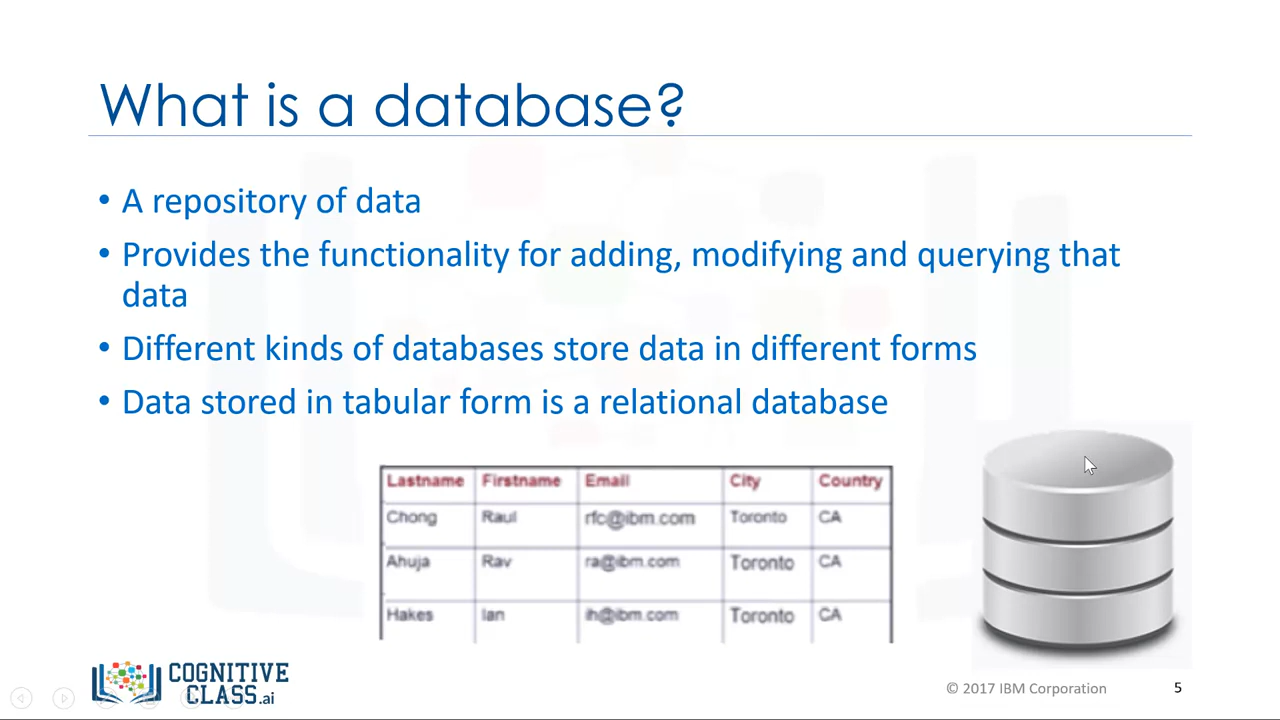 What is a database?
• A repository of data
• Provides the functionality for adding, modifying and querying that
data
• Different kinds of databases store data in different forms
• Data stored in tabular form is a relational database
Lastname Firstname Email City Country
Chong Raul rfc@ibm.com Toronto CA
Ahuja Rav ra@ibm.com Toronto CA
Hakes Ian ih@ibm.com Toronto CA
COGNITIVE
CLASS.ai
© 2017 IBM Corporation 5